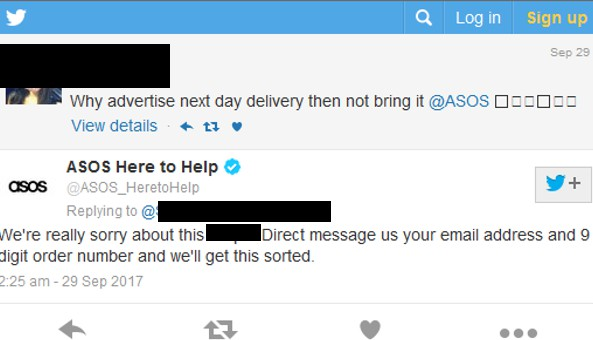 Log in Sign up
Sep 29
Why advertise next day delivery then not bring it @ASOS
View details
ASOS Here to Help
asos
@ASOS_HeretoHelp
Replying to @
We're really sorry about this Direct message us your email address and 9
digit order number and we'll get this sorted.
2:25 am - 29 Sep 2017